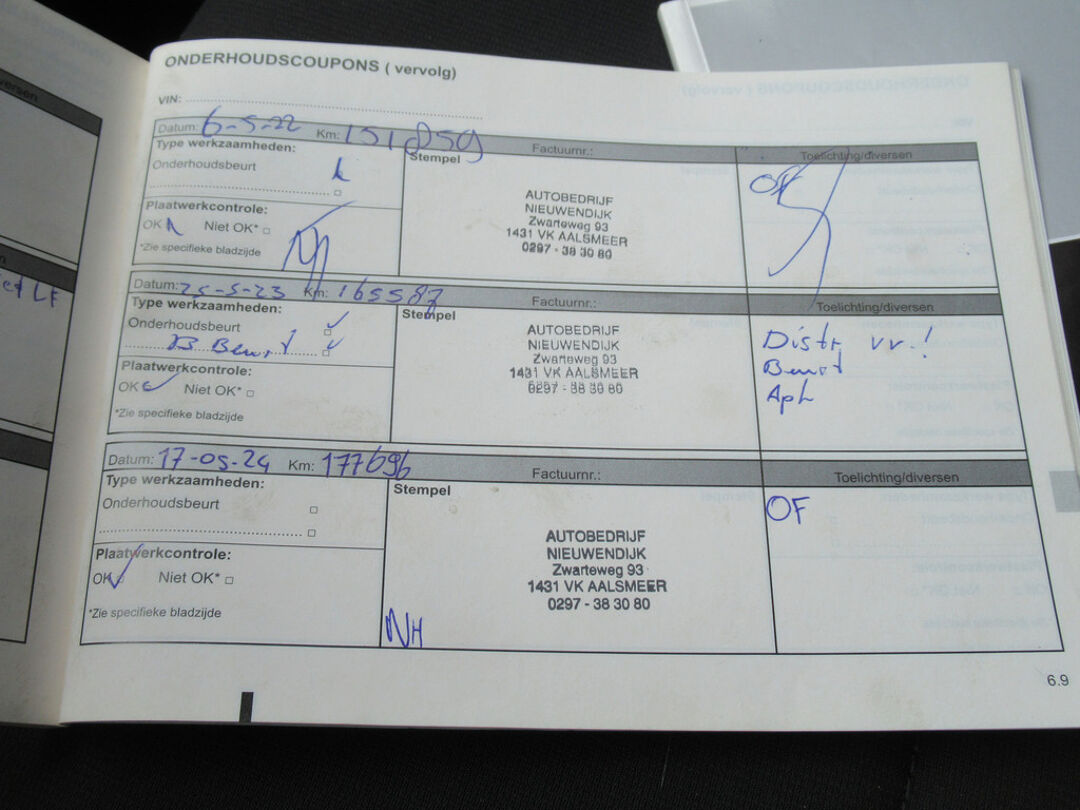 ONDERHOUDSCOUPONS ( vervolg)
VIN:
Datum: 6-5-22 Km: 151859 Factuurnr.: Toelichting/diversen
Type werkzaamheden: Stempel
Onderhoudsbeurt
Plaatwerkcontrole:
OK Niet OK*
*Zie specifieke bladzijde
AUTOBEDRIJF
NIEUWENDIJK
Zwarteweg 93
1431 VK AALSMEER
0297 - 38 30 80
Datum: 25-5-23 Km: 165587 Factuurnr.: Toelichting/diversen
Type werkzaamheden: Stempel
Onderhoudsbeurt
B Beurt
Plaatwerkcontrole:
OK Niet OK*
*Zie specifieke bladzijde
AUTOBEDRIJF
NIEUWENDIJK
Zwarteweg 93
1431 VK AALSMEER
0297 - 38 30 80
Distr vv.!
Beurt
Apk
Datum: 17-05-24 Km: 177696 Factuurnr.: Toelichting/diversen
Type werkzaamheden: Stempel
Onderhoudsbeurt
Plaatwerkcontrole:
OK Niet OK*
*Zie specifieke bladzijde
AUTOBEDRIJF
NIEUWENDIJK
Zwarteweg 93
1431 VK AALSMEER
0297 - 38 30 80
NH
OF
6.9